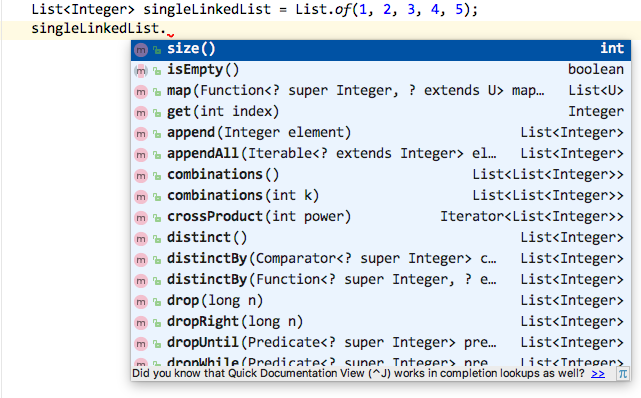 List<Integer> singleLinkedList = List.of(1, 2, 3, 4, 5);
singleLinkedList.
m size() int
m isEmpty() boolean
m map(Function<? super Integer, ? extends U> map… List<U>
m get(int index) Integer
m append(Integer element) List<Integer>
m appendAll(Iterable<? extends Integer> el… List<Integer>
m combinations() List<List<Integer>>
m combinations(int k) List<List<Integer>>
m crossProduct(int power) Iterator<List<Integer>>
m distinct() List<Integer>
m distinctBy(Comparator<? super Integer> c… List<Integer>
m distinctBy(Function<? super Integer, ? e… List<Integer>
m drop(long n) List<Integer>
m dropRight(long n) List<Integer>
m dropUntil(Predicate<? super Integer> pre… List<Integer>
m dropWhile(Predicate<? super Integer> pre… List<Integer>
Did you know that Quick Documentation View (^J) works in completion lookups as well? >> π